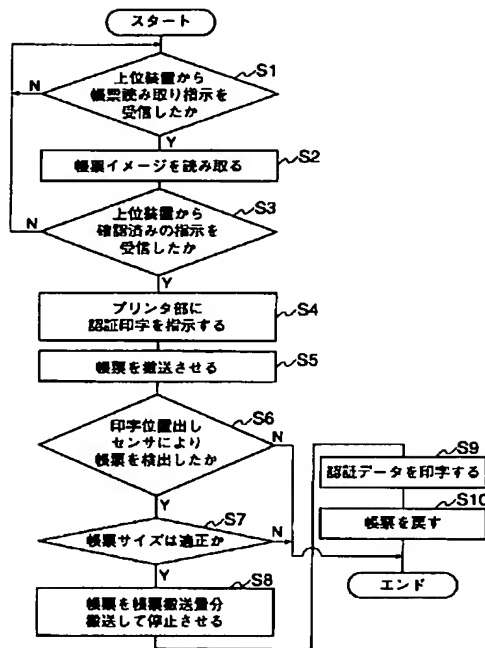 スタート
S1
上位装置から
帳票読み取り指示を
受信したか
N
Y
S2
帳票イメージを読み取る
S3
上位装置から
確認済みの指示を
受信したか
N
Y
S4
プリンタ部に
認証印字を指示する
S5
帳票を搬送させる
S6
印字位置出し
センサにより
帳票を検出したか
N
Y
S7
帳票サイズは適正か
N
Y
S8
帳票を帳票搬送量分
搬送して停止させる
S9
認証データを印字する
S10
帳票を戻す
エンド